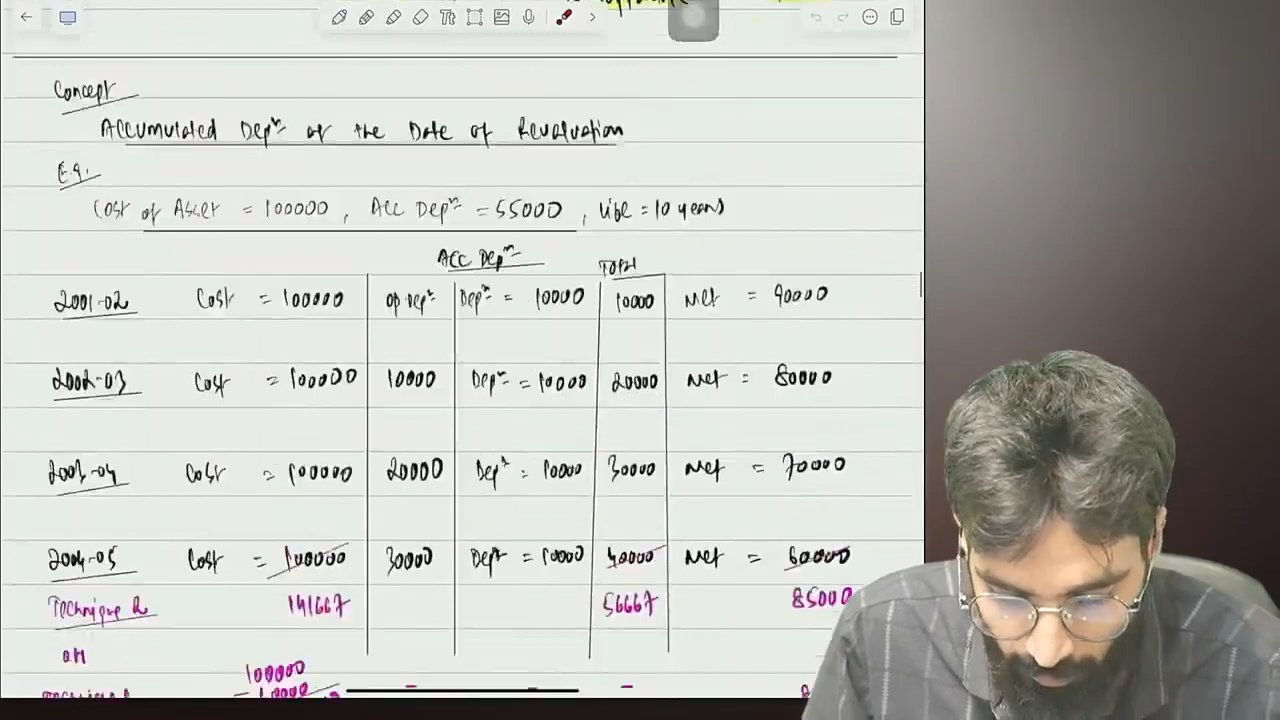 Concept
Accumulated Depn at the Date of Revaluation
E.g.
Cost of Asset = 100000, Acc Depn = 55000, Life = 10 years
Acc Depn Total
2001-02 Cost = 100000 op Depn Depn = 10000 10000 Net = 90000
2002-03 Cost = 100000 10000 Depn = 10000 20000 Net = 80000
2003-04 Cost = 100000 20000 Depn = 10000 30000 Net = 70000
2004-05 Cost = 100000 30000 Depn = 10000 40000 Net = 60000
Technique 141667 56667 85000
OR
100000